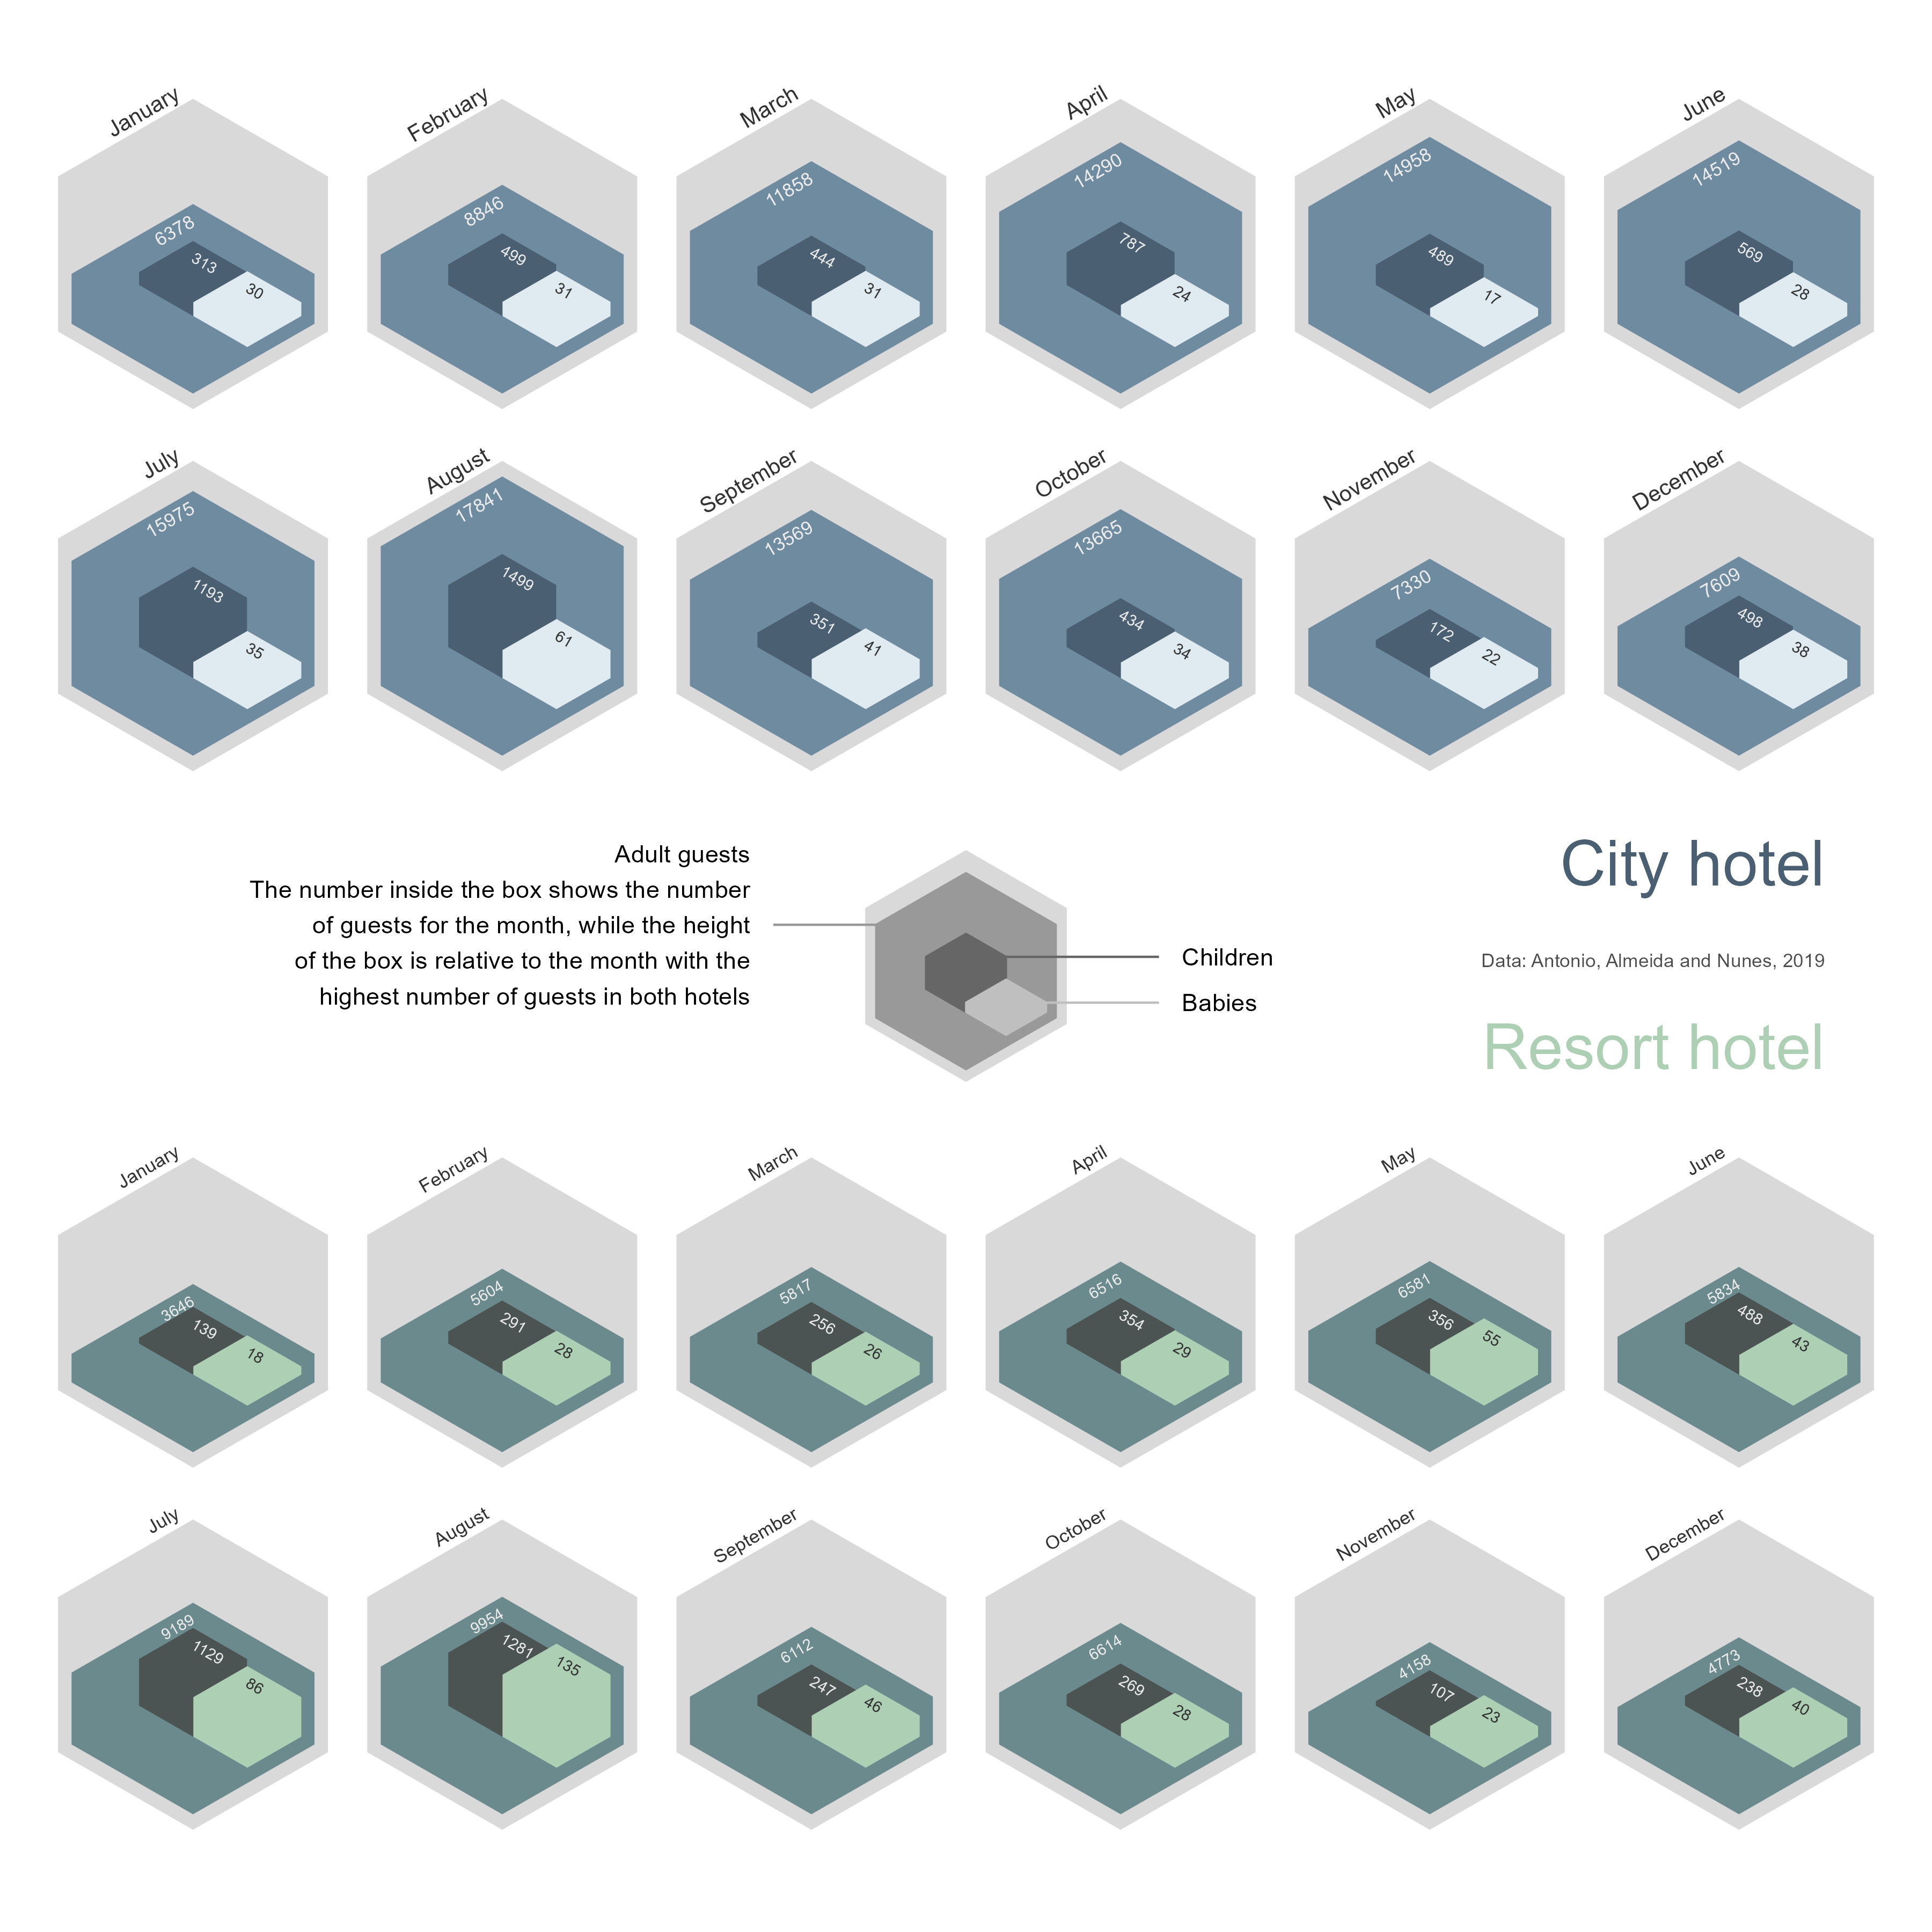 January
6378
313
30
February
8846
499
31
March
11858
444
31
April
14290
787
24
May
14958
489
17
June
14519
569
28
July
15975
1193
35
August
17841
1499
61
September
13569
351
41
October
13665
434
34
November
7330
172
22
December
7609
498
38
Adult guests
The number inside the box shows the number
of guests for the month, while the height
of the box is relative to the month with the
highest number of guests in both hotels
Children
Babies
City hotel
Data: Antonio, Almeida and Nunes, 2019
Resort hotel
January
3646
139
18
February
5604
291
28
March
5817
256
26
April
6516
354
29
May
6581
356
55
June
5834
488
43
July
9189
1129
86
August
9954
1281
135
September
6112
247
46
October
6614
269
28
November
4158
107
23
December
4773
238
40